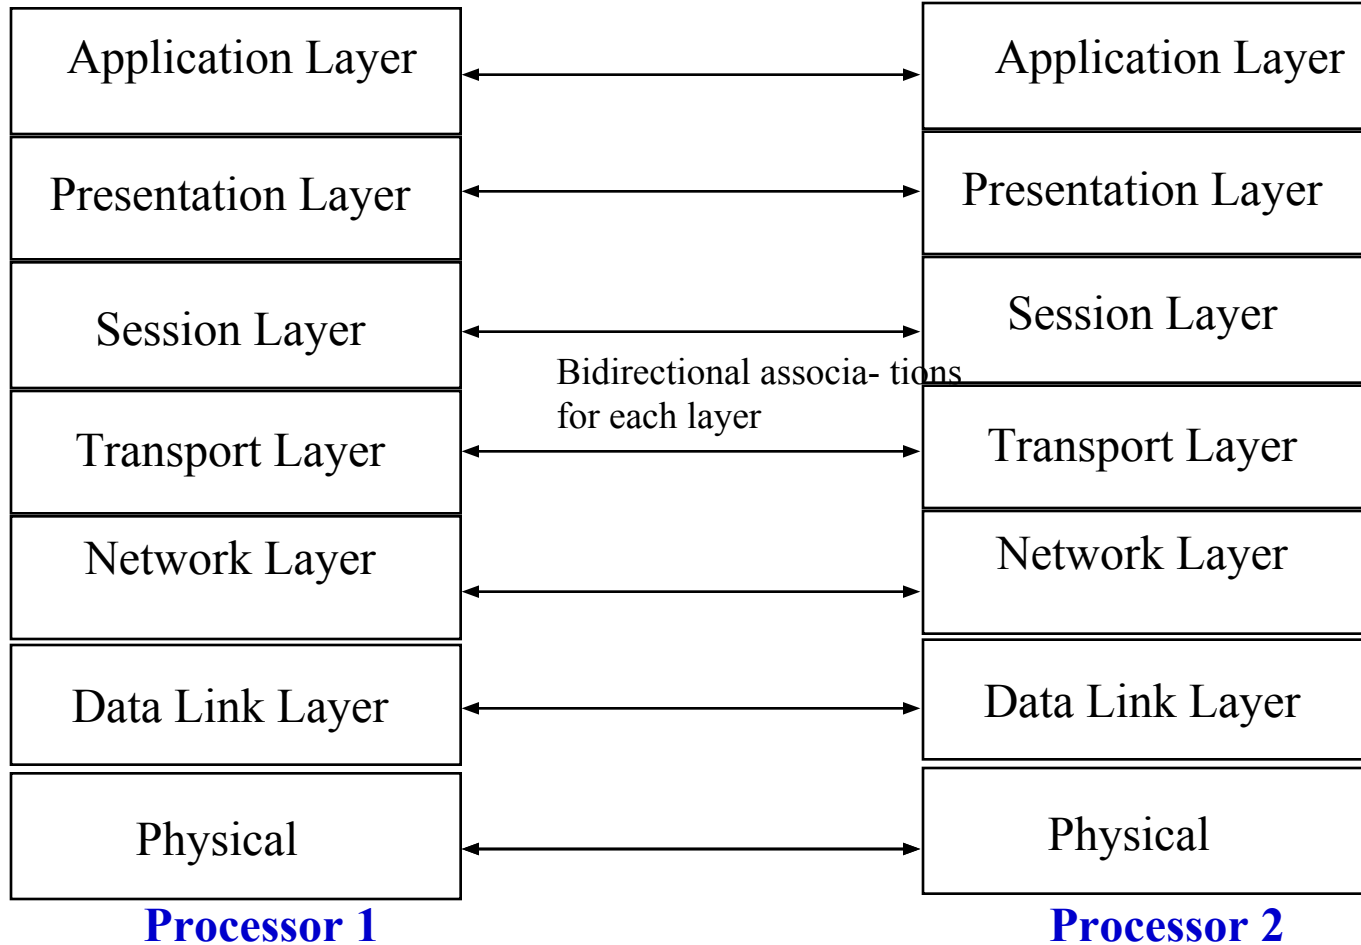 Application Layer
Application Layer
Presentation Layer
Presentation Layer
Session Layer
Session Layer
Bidirectional associa- tions
for each layer
Transport Layer
Transport Layer
Network Layer
Network Layer
Data Link Layer
Data Link Layer
Physical
Physical
Processor 1
Processor 2